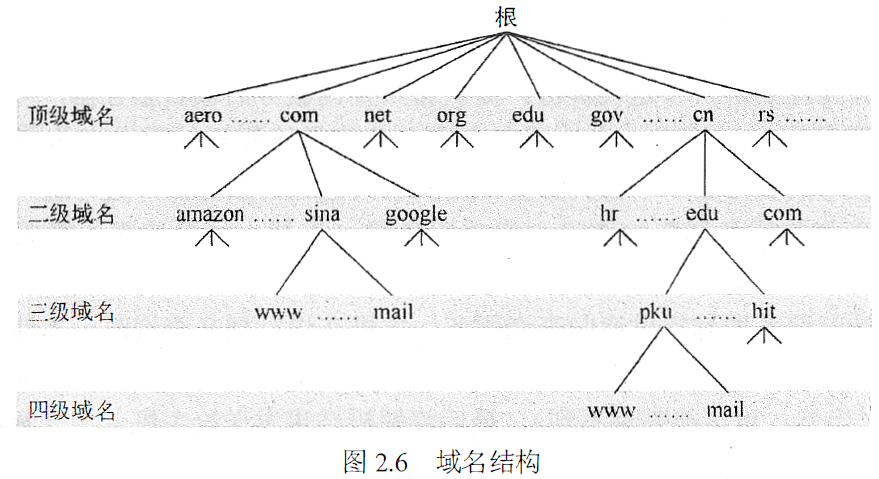 根
顶级域名 aero …… com net org edu gov …… cn rs ……
二级域名 amazon …… sina google hr …… edu com
三级域名 www …… mail pku …… hit
四级域名 www …… mail
图 2.6 域名结构